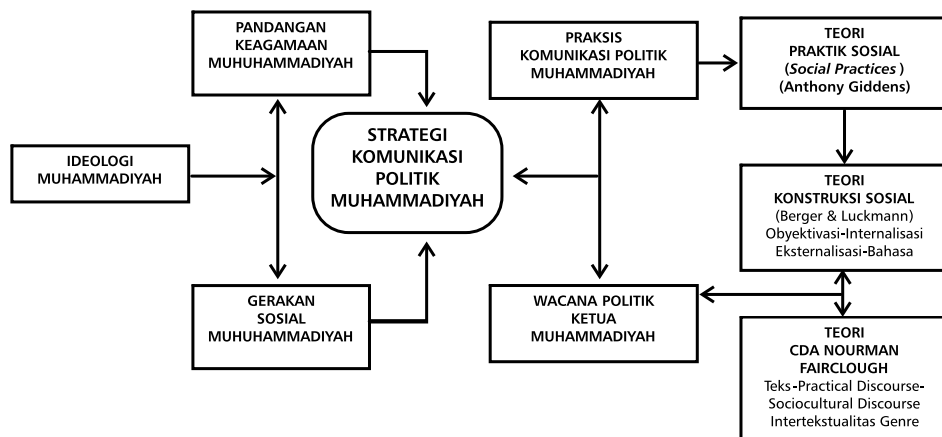 IDEOLOGI
MUHAMMADIYAH
PANDANGAN
KEAGAMAAN
MUHUHAMMADIYAH
GERAKAN
SOSIAL
MUHUHAMMADIYAH
STRATEGI
KOMUNIKASI
POLITIK
MUHAMMADIYAH
PRAKSIS
KOMUNIKASI POLITIK
MUHAMMADIYAH
WACANA POLITIK
KETUA
MUHAMMADIYAH
TEORI
PRAKTIK SOSIAL
(Social Practices)
(Anthony Giddens)
TEORI
KONSTRUKSI SOSIAL
(Berger & Luckmann)
Obyektivasi-Internalisasi
Eksternalisasi-Bahasa
TEORI
CDA NOURMAN
FAIRCLOUGH
Teks-Practical Discourse-
Sociocultural Discourse
Intertekstualitas Genre